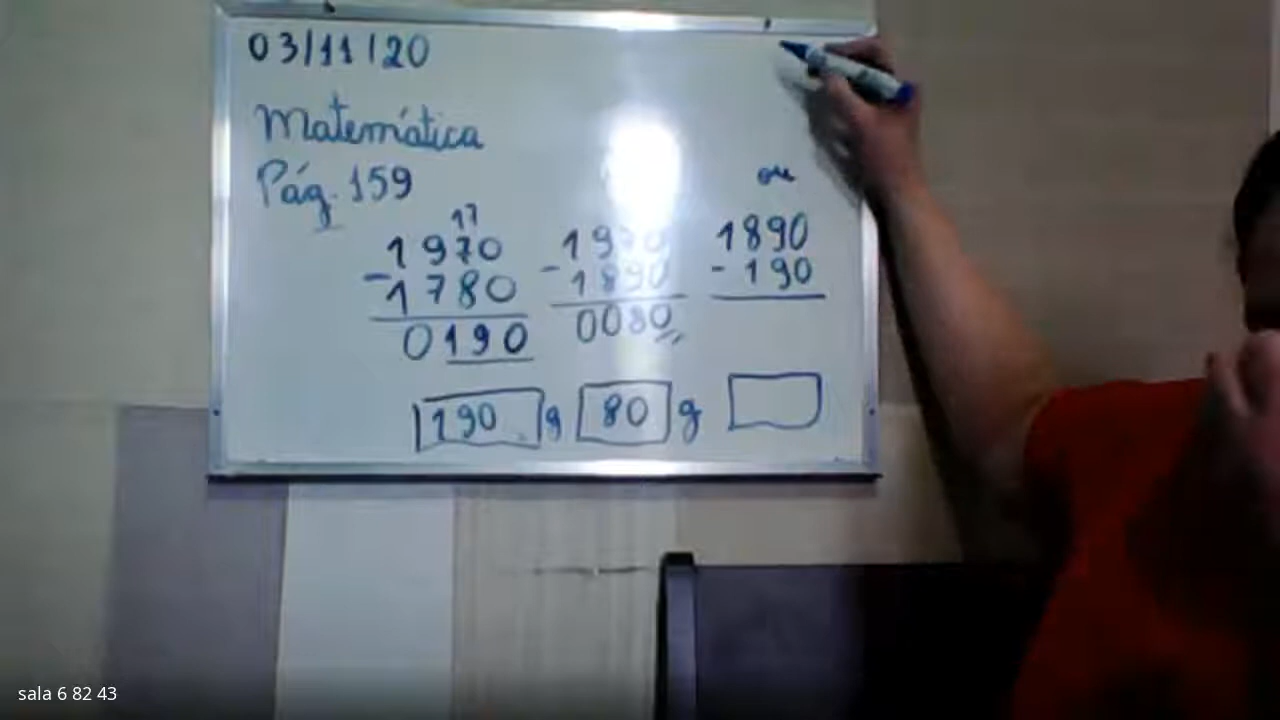 03/11/20
Matemática
Pág. 159
ou
17
1970 1970 1890
- 1780 - 1890 - 190
0190 0080
190 g 80 g
sala 6 82 43